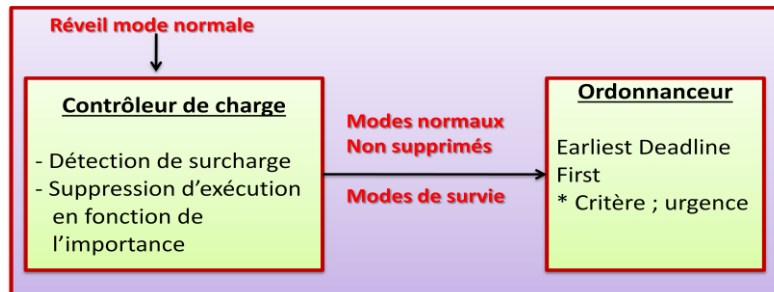 Réveil mode normale
Contrôleur de charge
- Détection de surcharge
- Suppression d'exécution
en fonction de
l'importance
Modes normaux
Non supprimés
Modes de survie
Ordonnanceur
Earliest Deadline
First
* Critère ; urgence